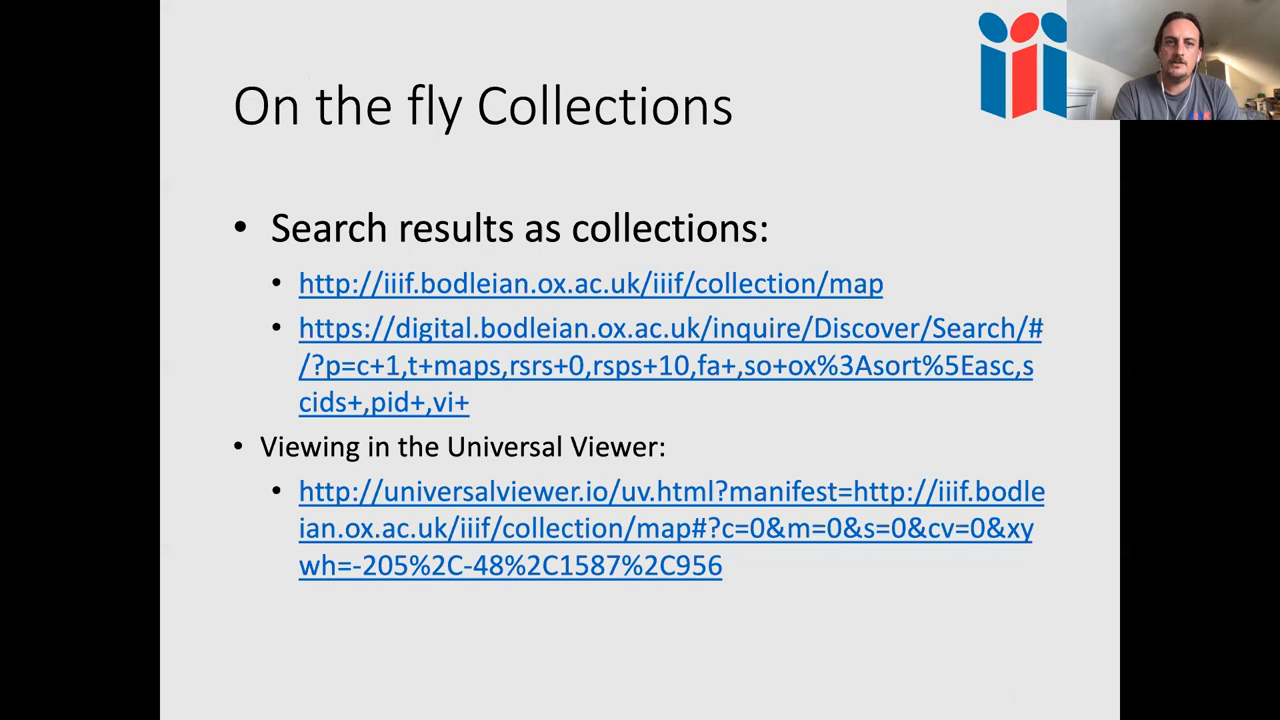 On the fly Collections
• Search results as collections:
• http://iiif.bodleian.ox.ac.uk/iiif/collection/map
• https://digital.bodleian.ox.ac.uk/inquire/Discover/Search/#
/?p=c+1,t+maps,rsrs+0,rsps+10,fa+,so+ox%3Asort%5Easc,s
cids+,pid+,vi+
• Viewing in the Universal Viewer:
• http://universalviewer.io/uv.html?manifest=http://iiif.bodle
ian.ox.ac.uk/iiif/collection/map#?c=0&m=0&s=0&cv=0&xy
wh=-205%2C-48%2C1587%2C956